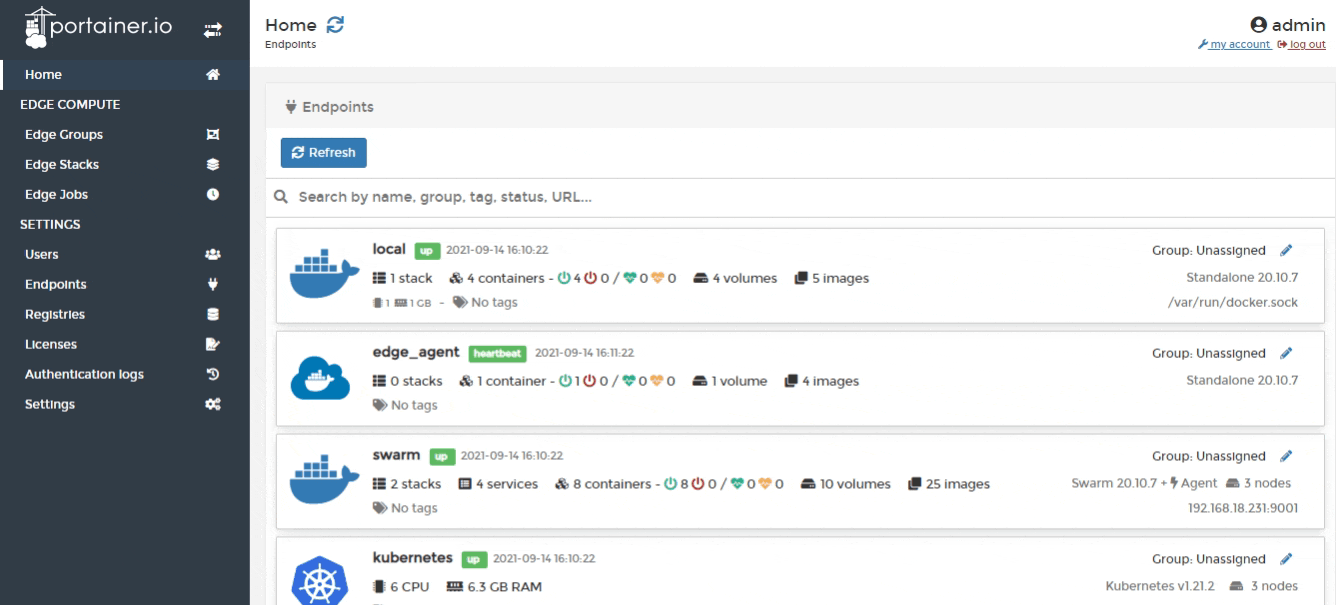 portainer.io
Home
EDGE COMPUTE
Edge Groups
Edge Stacks
Edge Jobs
SETTINGS
Users
Endpoints
Registries
Licenses
Authentication logs
Settings
Home
Endpoints
admin
my account log out
Endpoints
Refresh
Search by name, group, tag, status, URL...
local up 2021-09-14 16:10:22 Group: Unassigned
1 stack 4 containers - 4 0 / 0 0 4 volumes 5 images Standalone 20.10.7
1 1 GB - No tags /var/run/docker.sock
edge_agent heartbeat 2021-09-14 16:11:22 Group: Unassigned
0 stacks 1 container - 1 0 / 0 0 1 volume 4 images Standalone 20.10.7
No tags
swarm up 2021-09-14 16:10:22 Group: Unassigned
2 stacks 4 services 8 containers - 8 0 / 0 0 10 volumes 25 images Swarm 20.10.7 + Agent 3 nodes
No tags 192.168.18.231:9001
kubernetes up 2021-09-14 16:10:22 Group: Unassigned
6 CPU 6.3 GB RAM Kubernetes v1.21.2 3 nodes